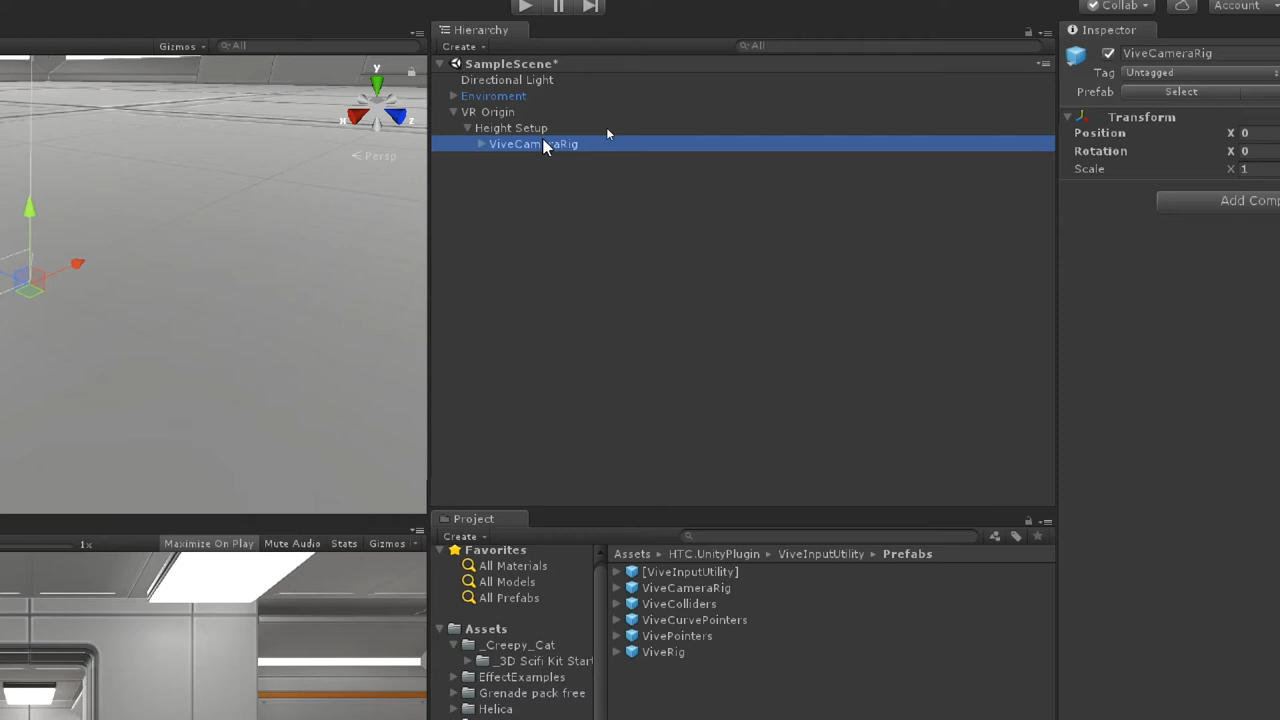 Collab
Account
Hierarchy
Inspector
Gizmos
All
Create
All
ViveCameraRig
SampleScene*
Tag
Untagged
Directional Light
Prefab
Select
Enviroment
VR Origin
Transform
Height Setup
Position X 0
ViveCameraRig
Rotation X 0
Scale X 1
y
x
z
Persp
Add Comp
Project
Create
1x
Maximize On Play
Mute Audio
Stats
Gizmos
Favorites
All Materials
All Models
All Prefabs
Assets
_Creepy_Cat
_3D Scifi Kit Start
EffectExamples
Grenade pack free
Helica
Assets
HTC.UnityPlugin
ViveInputUtility
Prefabs
[ViveInputUtility]
ViveCameraRig
ViveColliders
ViveCurvePointers
VivePointers
ViveRig